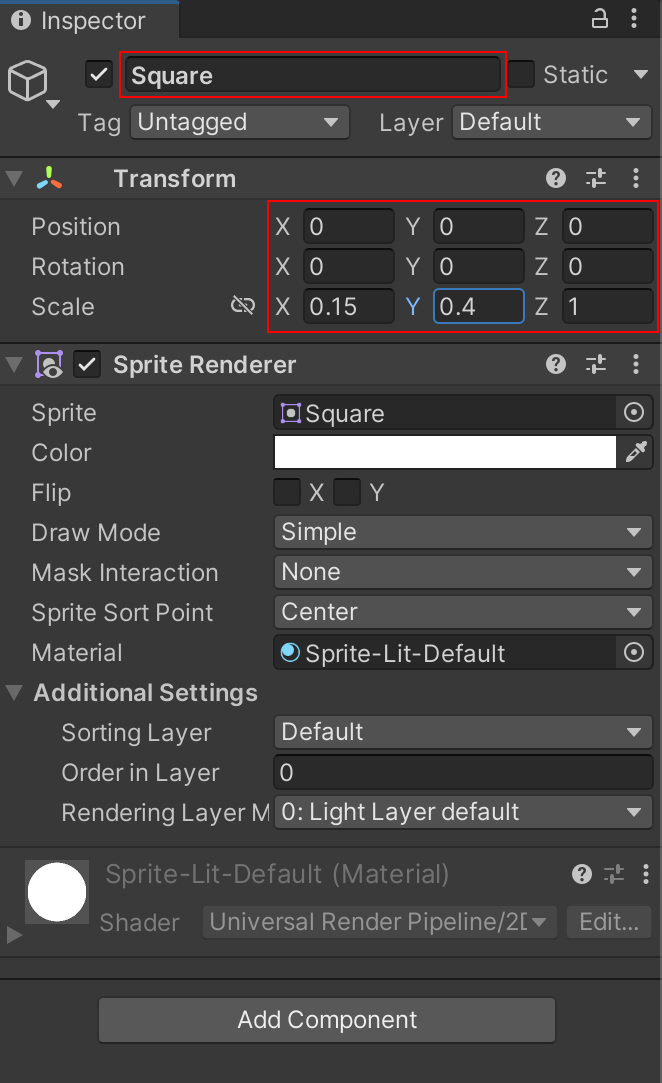 Inspector
Square Static
Tag Untagged Layer Default
Transform
Position X 0 Y 0 Z 0
Rotation X 0 Y 0 Z 0
Scale X 0.15 Y 0.4 Z 1
Sprite Renderer
Sprite Square
Color
Flip X Y
Draw Mode Simple
Mask Interaction None
Sprite Sort Point Center
Material Sprite-Lit-Default
Additional Settings
Sorting Layer Default
Order in Layer 0
Rendering Layer M 0: Light Layer default
Sprite-Lit-Default (Material)
Shader Universal Render Pipeline/2D Edit...
Add Component